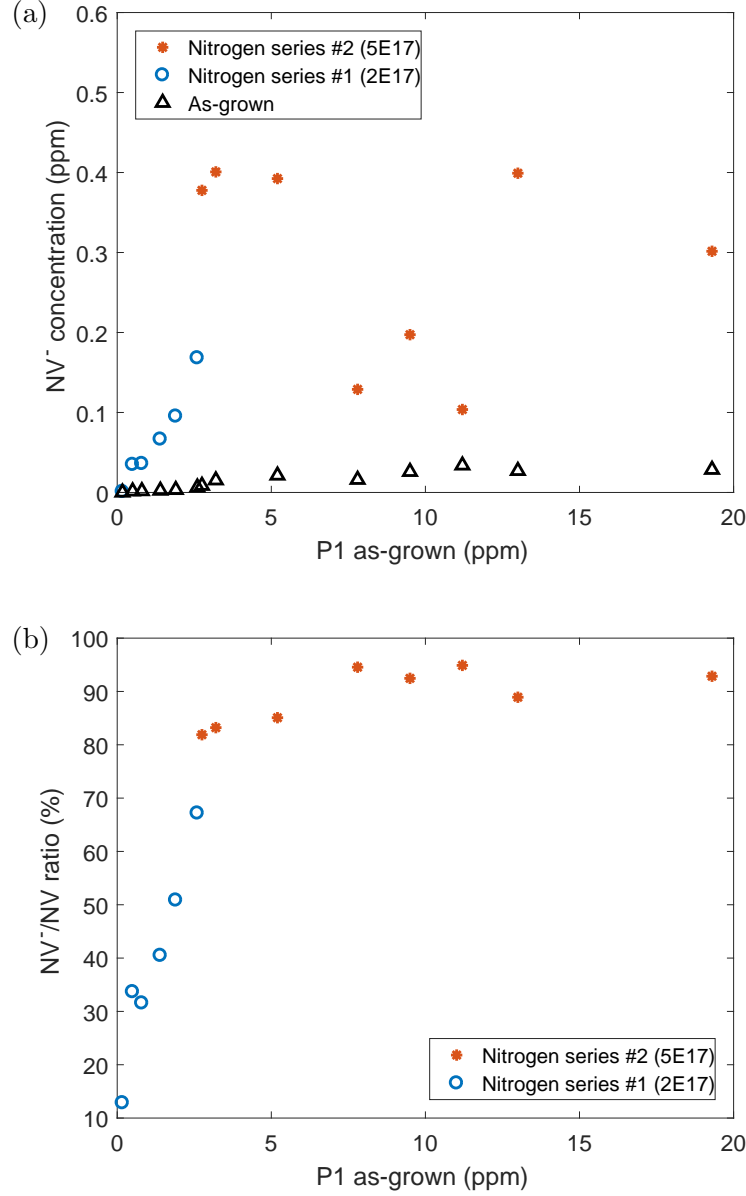 (a)
0.6
0.5
0.4
0.3
0.2
0.1
0
NV⁻ concentration (ppm)
Nitrogen series #2 (5E17)
Nitrogen series #1 (2E17)
As-grown
0 5 10 15 20
P1 as-grown (ppm)
(b)
100
90
80
70
60
50
40
30
20
10
NV⁻/NV ratio (%)
Nitrogen series #2 (5E17)
Nitrogen series #1 (2E17)
0 5 10 15 20
P1 as-grown (ppm)